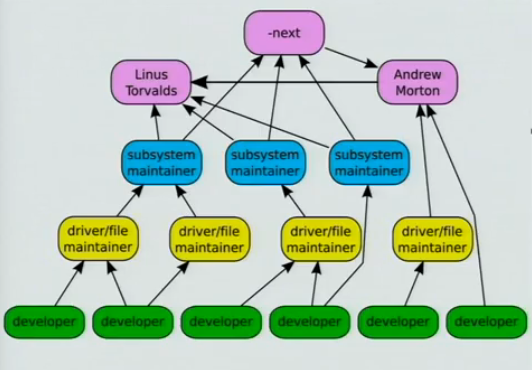 -next
Linus
Torvalds
Andrew
Morton
subsystem
maintainer
subsystem
maintainer
subsystem
maintainer
driver/file
maintainer
driver/file
maintainer
driver/file
maintainer
driver/file
maintainer
developer
developer
developer
developer
developer
developer